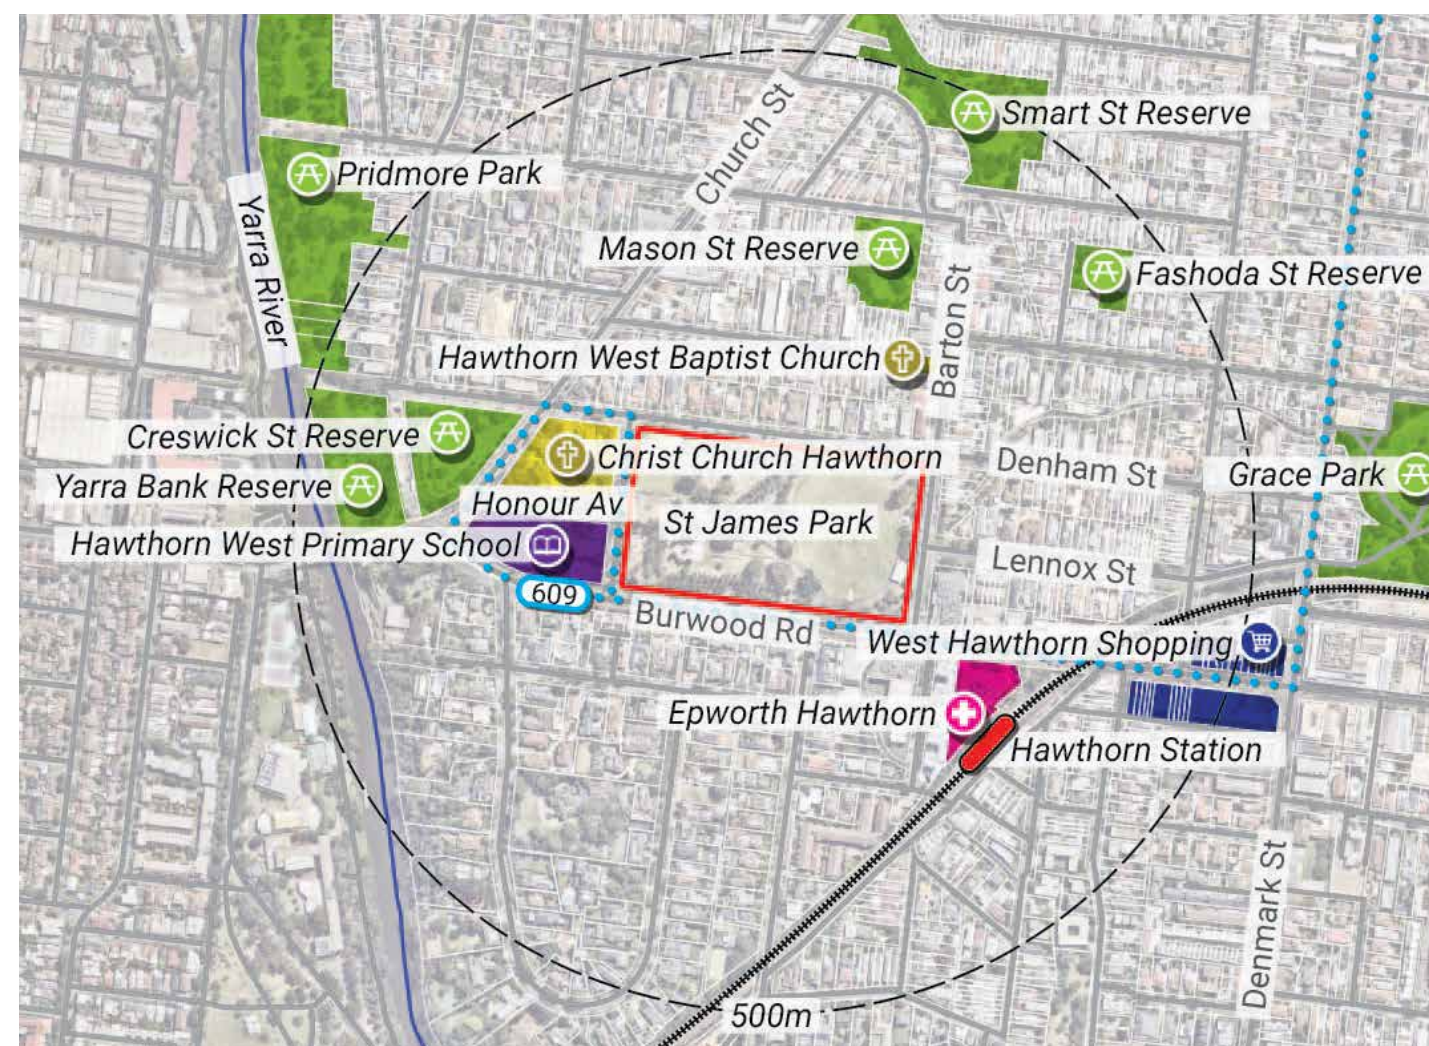 Church St
Smart St Reserve
Pridmore Park
Yarra River
Mason St Reserve
Barton St
Fashoda St Reserve
Hawthorn West Baptist Church
Creswick St Reserve
Christ Church Hawthorn
Denham St
Grace Park
Yarra Bank Reserve
Honour Av
St James Park
Hawthorn West Primary School
Lennox St
609
Burwood Rd
West Hawthorn Shopping
Epworth Hawthorn
Hawthorn Station
Denmark St
500m